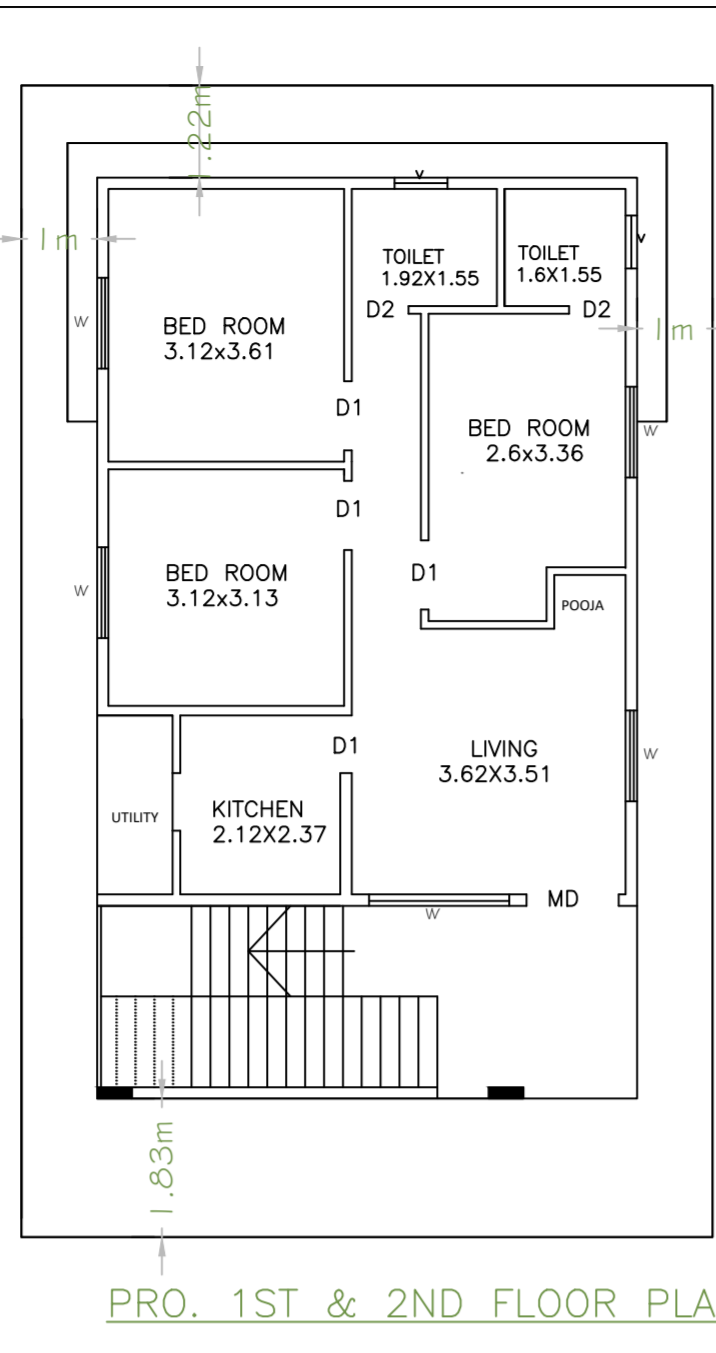 1.22m
V
1m
TOILET
1.92X1.55
TOILET
1.6X1.55
V
D2
D2
W
BED ROOM
3.12x3.61
1m
D1
BED ROOM
2.6x3.36
W
D1
BED ROOM
3.12x3.13
D1
W
POOJA
D1
LIVING
3.62X3.51
W
UTILITY
KITCHEN
2.12X2.37
MD
W
1.83m
PRO. 1ST & 2ND FLOOR PLA